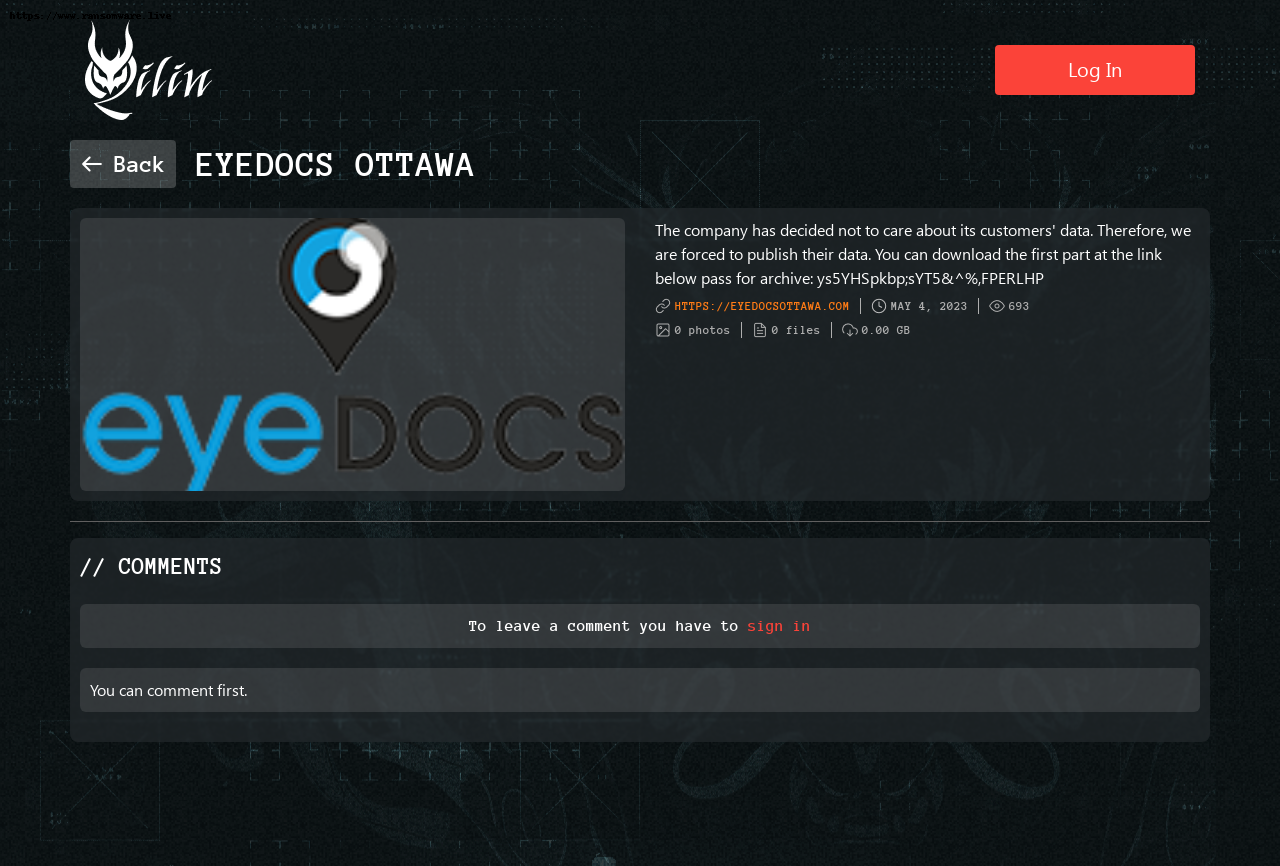 https://www.ransomware.live
Qilin
Log In
← Back
EYEDOCS OTTAWA
eyeDOCS
The company has decided not to care about its customers' data. Therefore, we
are forced to publish their data. You can download the first part at the link
below pass for archive: ys5YHSpkbp;sYT5&^%,FPERLHP
HTTPS://EYEDOCSOTTAWA.COM | MAY 4, 2023 | 693
0 photos | 0 files | 0.00 GB
// COMMENTS
To leave a comment you have to sign in
You can comment first.